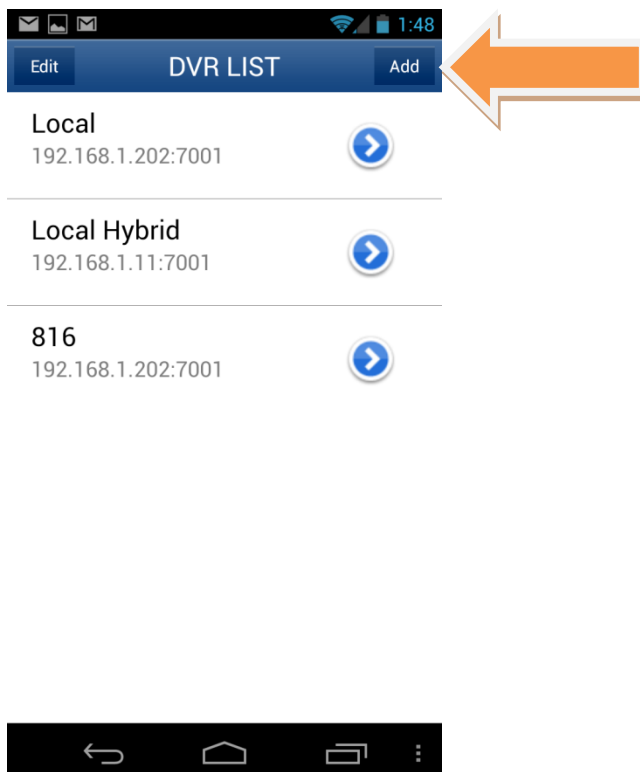 1:48
Edit
DVR LIST
Add
Local
192.168.1.202:7001
Local Hybrid
192.168.1.11:7001
816
192.168.1.202:7001